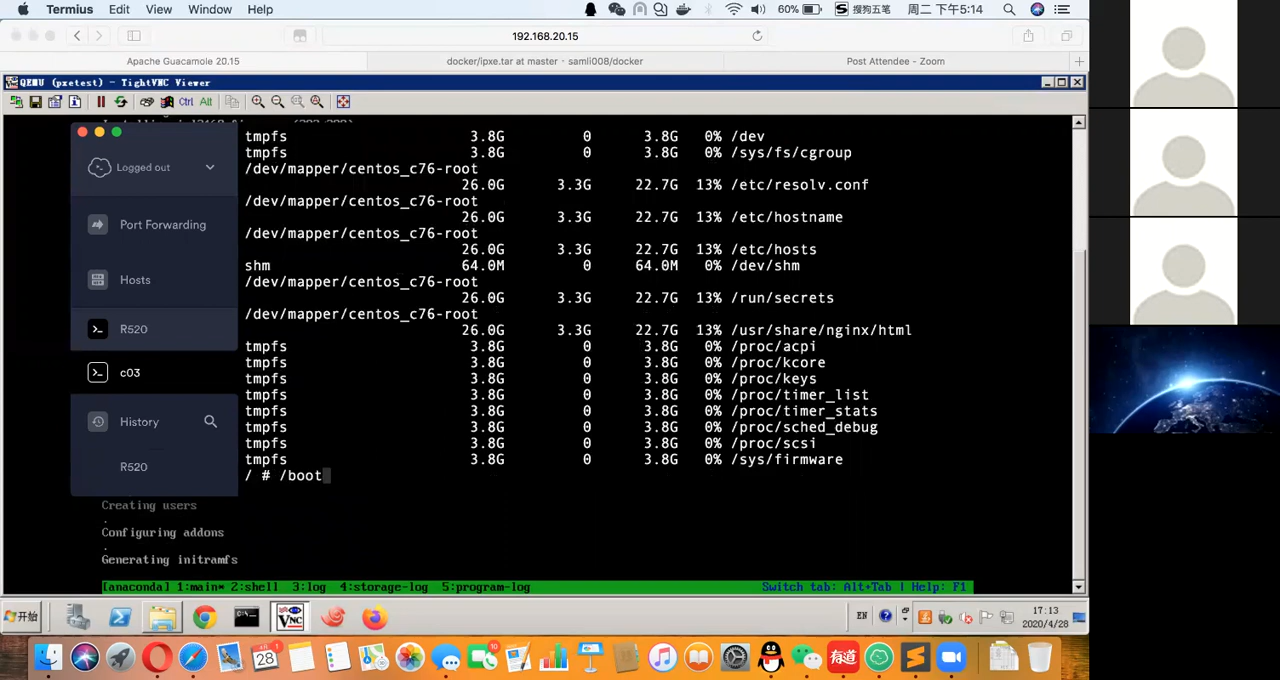 Termius Edit View Window Help 60% 搜狗五笔 周二 下午5:14
192.168.20.15
Apache Guacamole 20.15 docker/ipxe.tar at master · samli008/docker Post Attendee - Zoom
QEMU (pxetest) - TightVNC Viewer
Ctrl Alt
Logged out
Port Forwarding
Hosts
R520
c03
History
R520
tmpfs 3.8G 0 3.8G 0% /dev
tmpfs 3.8G 0 3.8G 0% /sys/fs/cgroup
/dev/mapper/centos_c76-root
26.0G 3.3G 22.7G 13% /etc/resolv.conf
/dev/mapper/centos_c76-root
26.0G 3.3G 22.7G 13% /etc/hostname
/dev/mapper/centos_c76-root
26.0G 3.3G 22.7G 13% /etc/hosts
shm 64.0M 0 64.0M 0% /dev/shm
/dev/mapper/centos_c76-root
26.0G 3.3G 22.7G 13% /run/secrets
/dev/mapper/centos_c76-root
26.0G 3.3G 22.7G 13% /usr/share/nginx/html
tmpfs 3.8G 0 3.8G 0% /proc/acpi
tmpfs 3.8G 0 3.8G 0% /proc/kcore
tmpfs 3.8G 0 3.8G 0% /proc/keys
tmpfs 3.8G 0 3.8G 0% /proc/timer_list
tmpfs 3.8G 0 3.8G 0% /proc/timer_stats
tmpfs 3.8G 0 3.8G 0% /proc/sched_debug
tmpfs 3.8G 0 3.8G 0% /proc/scsi
tmpfs 3.8G 0 3.8G 0% /sys/firmware
/ # /boot
Creating users
.
Configuring addons
.
Generating initramfs
[anaconda] 1:main* 2:shell 3:log 4:storage-log 5:program-log Switch tab: Alt+Tab | Help: F1
开始 VNC EN 17:13
2020/4/28
28 10 有道